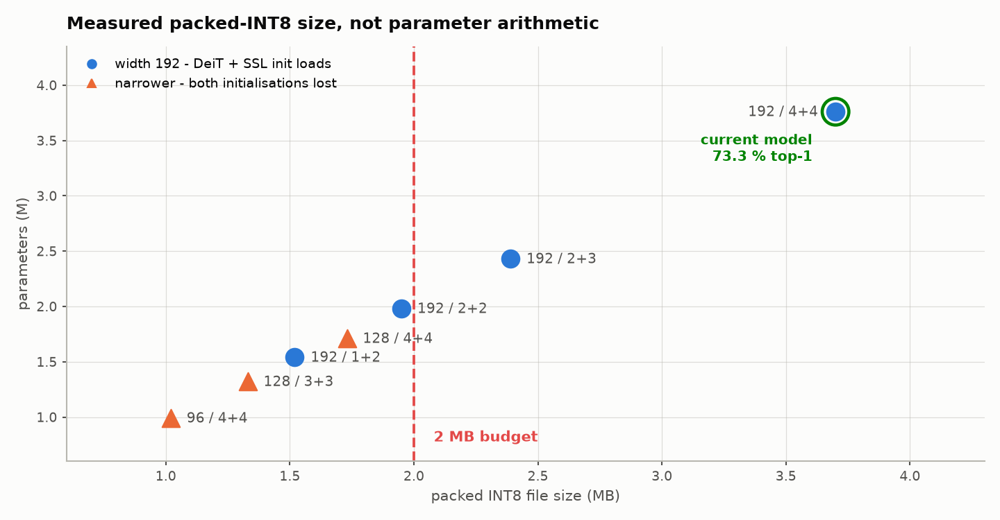 Measured packed-INT8 size, not parameter arithmetic
width 192 - DeiT + SSL init loads
narrower - both initialisations lost
4.0
3.5
3.0
2.5
2.0
1.5
1.0
parameters (M)
192 / 4+4
current model
73.3 % top-1
192 / 2+3
192 / 2+2
128 / 4+4
192 / 1+2
128 / 3+3
96 / 4+4
2 MB budget
1.0
1.5
2.0
2.5
3.0
3.5
4.0
packed INT8 file size (MB)